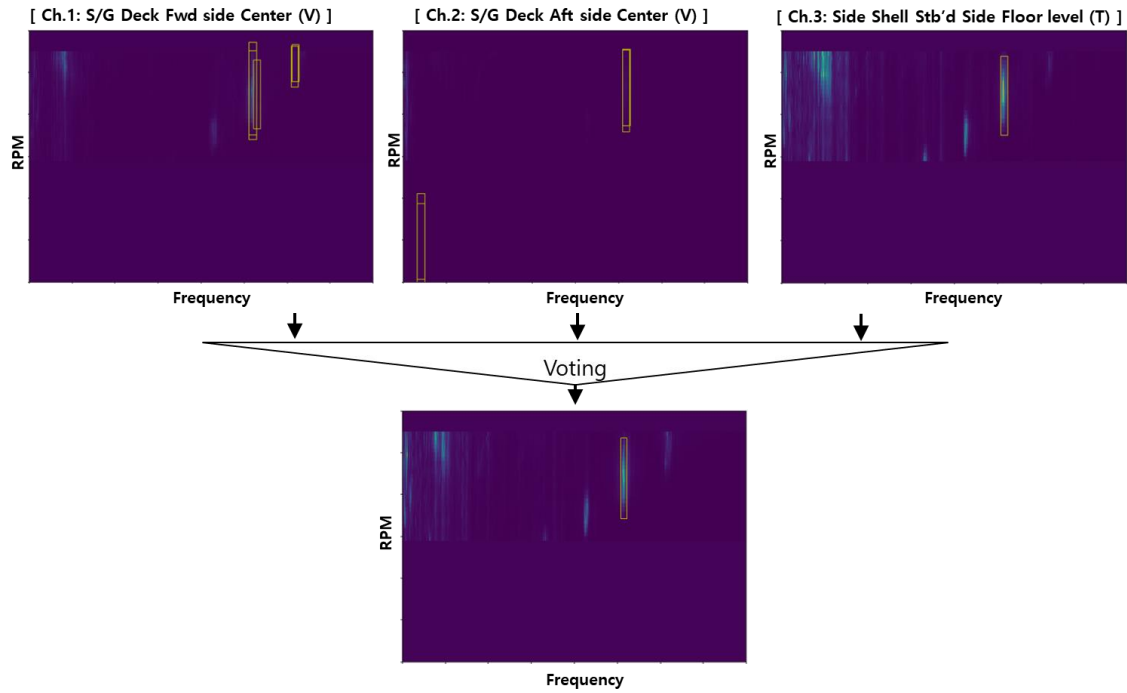 [ Ch.1: S/G Deck Fwd side Center (V) ]
[ Ch.2: S/G Deck Aft side Center (V) ]
[ Ch.3: Side Shell Stb’d Side Floor level (T) ]
RPM
RPM
RPM
Frequency
Frequency
Frequency
Voting
RPM
Frequency